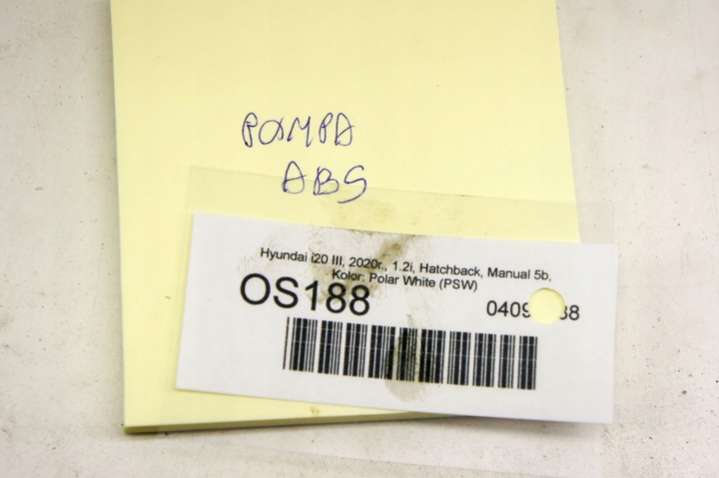 POMPA
ABS
Hyundai i20 III, 2020r., 1.2i, Hatchback, Manual 5b,
Kolor: Polar White (PSW)
OS188